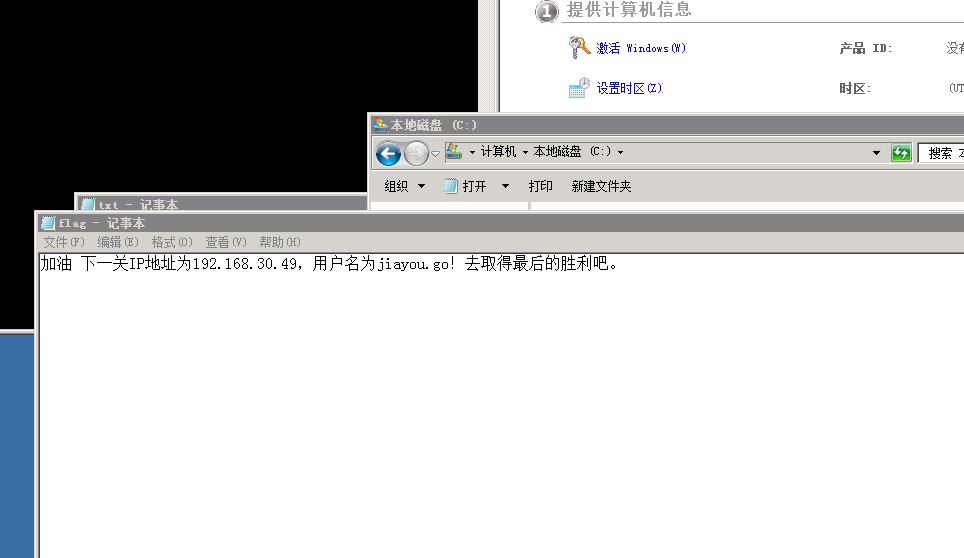 1 提供计算机信息
激活 Windows(W) 产品 ID: 没有
设置时区(Z) 时区: (UT
本地磁盘 (C:)
计算机 本地磁盘 (C:) 搜索
组织 打开 打印 新建文件夹
txt - 记事本
flag - 记事本
文件(F) 编辑(E) 格式(O) 查看(V) 帮助(H)
加油 下一关IP地址为192.168.30.49，用户名为jiayou.go! 去取得最后的胜利吧。